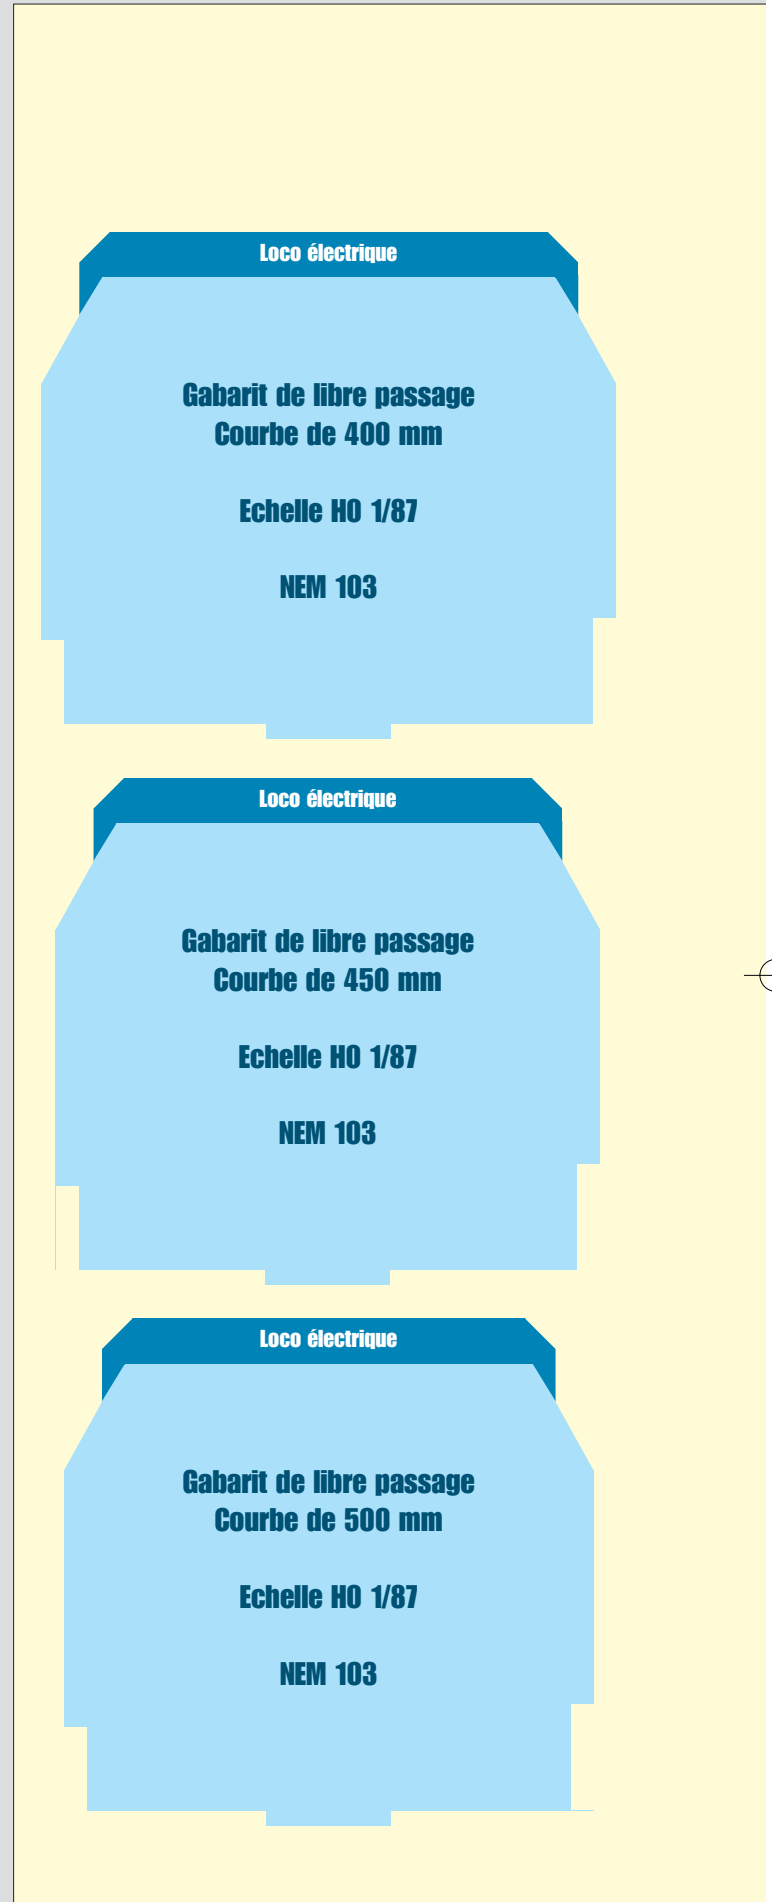 Loco électrique
Gabarit de libre passage
Courbe de 400 mm
Echelle HO 1/87
NEM 103
Loco électrique
Gabarit de libre passage
Courbe de 450 mm
Echelle HO 1/87
NEM 103
Loco électrique
Gabarit de libre passage
Courbe de 500 mm
Echelle HO 1/87
NEM 103